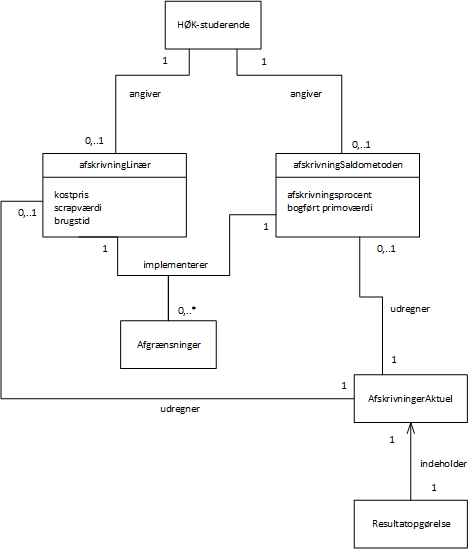 HØK-studerende
1
1
angiver
angiver
0,..1
0,..1
afskrivningLinær
afskrivningSaldometoden
kostpris
scrapværdi
brugstid
afskrivningsprocent
bogført primoværdi
0,..1
1
1
0,..1
implementerer
0,..*
udregner
Afgrænsninger
1
1
AfskrivningerAktuel
udregner
1
indeholder
1
Resultatopgørelse